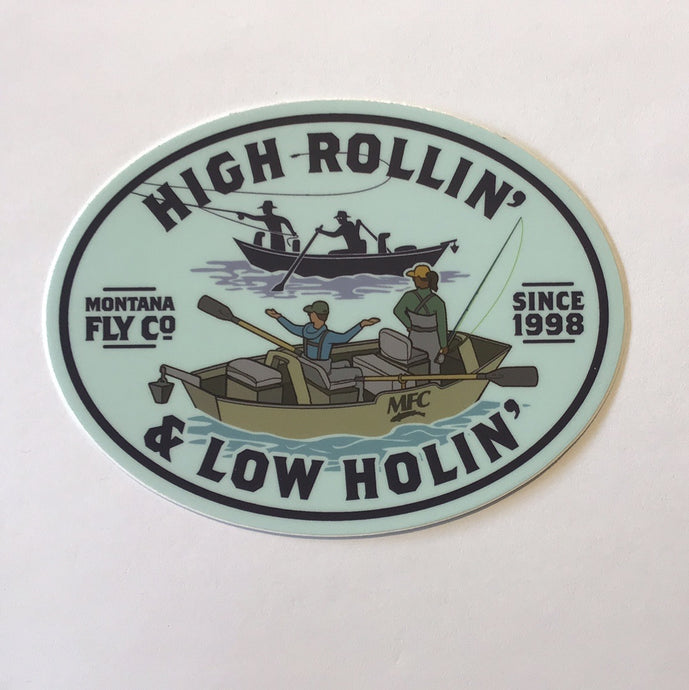 HIGH ROLLIN'
MONTANA
FLY CO
SINCE
1998
MFC
& LOW HOLIN'